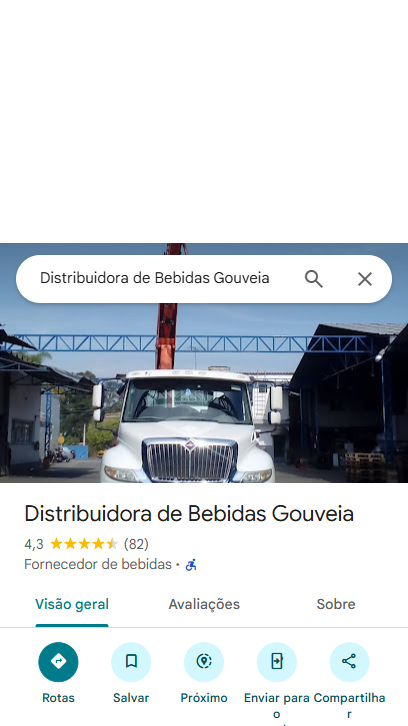 Distribuidora de Bebidas Gouveia
Distribuidora de Bebidas Gouveia
4,3 (82)
Fornecedor de bebidas ·
Visão geral Avaliações Sobre
Rotas Salvar Próximo Enviar para o Compartilhar